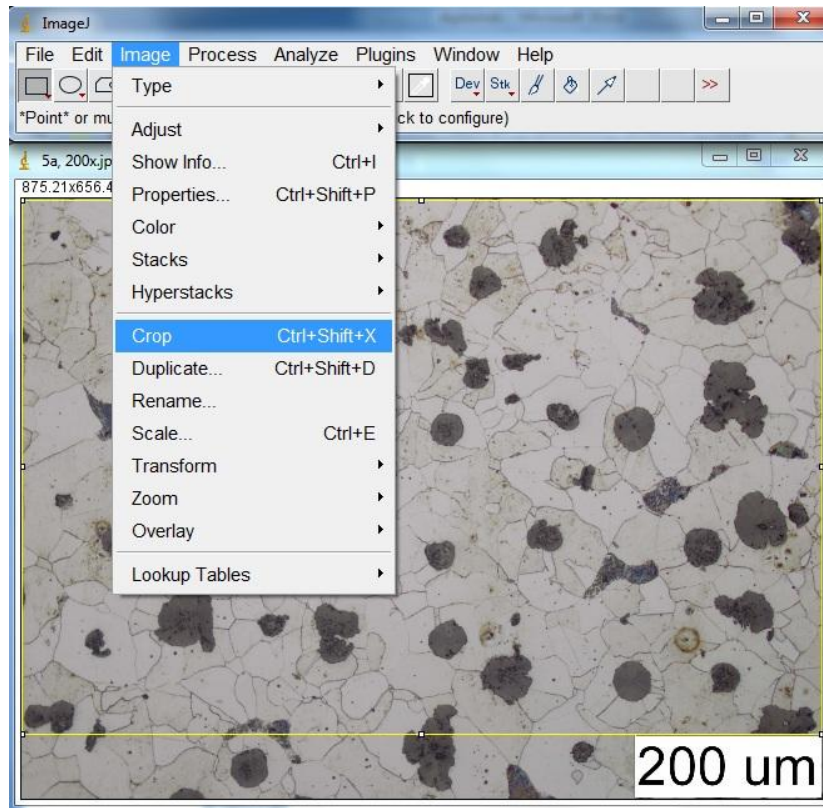 ImageJ
File Edit Image Process Analyze Plugins Window Help
Dev Stk >>
*Point* or mu ck to configure)
Type
Adjust
Show Info... Ctrl+I
Properties... Ctrl+Shift+P
Color
Stacks
Hyperstacks
Crop Ctrl+Shift+X
Duplicate... Ctrl+Shift+D
Rename...
Scale... Ctrl+E
Transform
Zoom
Overlay
Lookup Tables
5a, 200x.jp
875.21x656.4
200 um